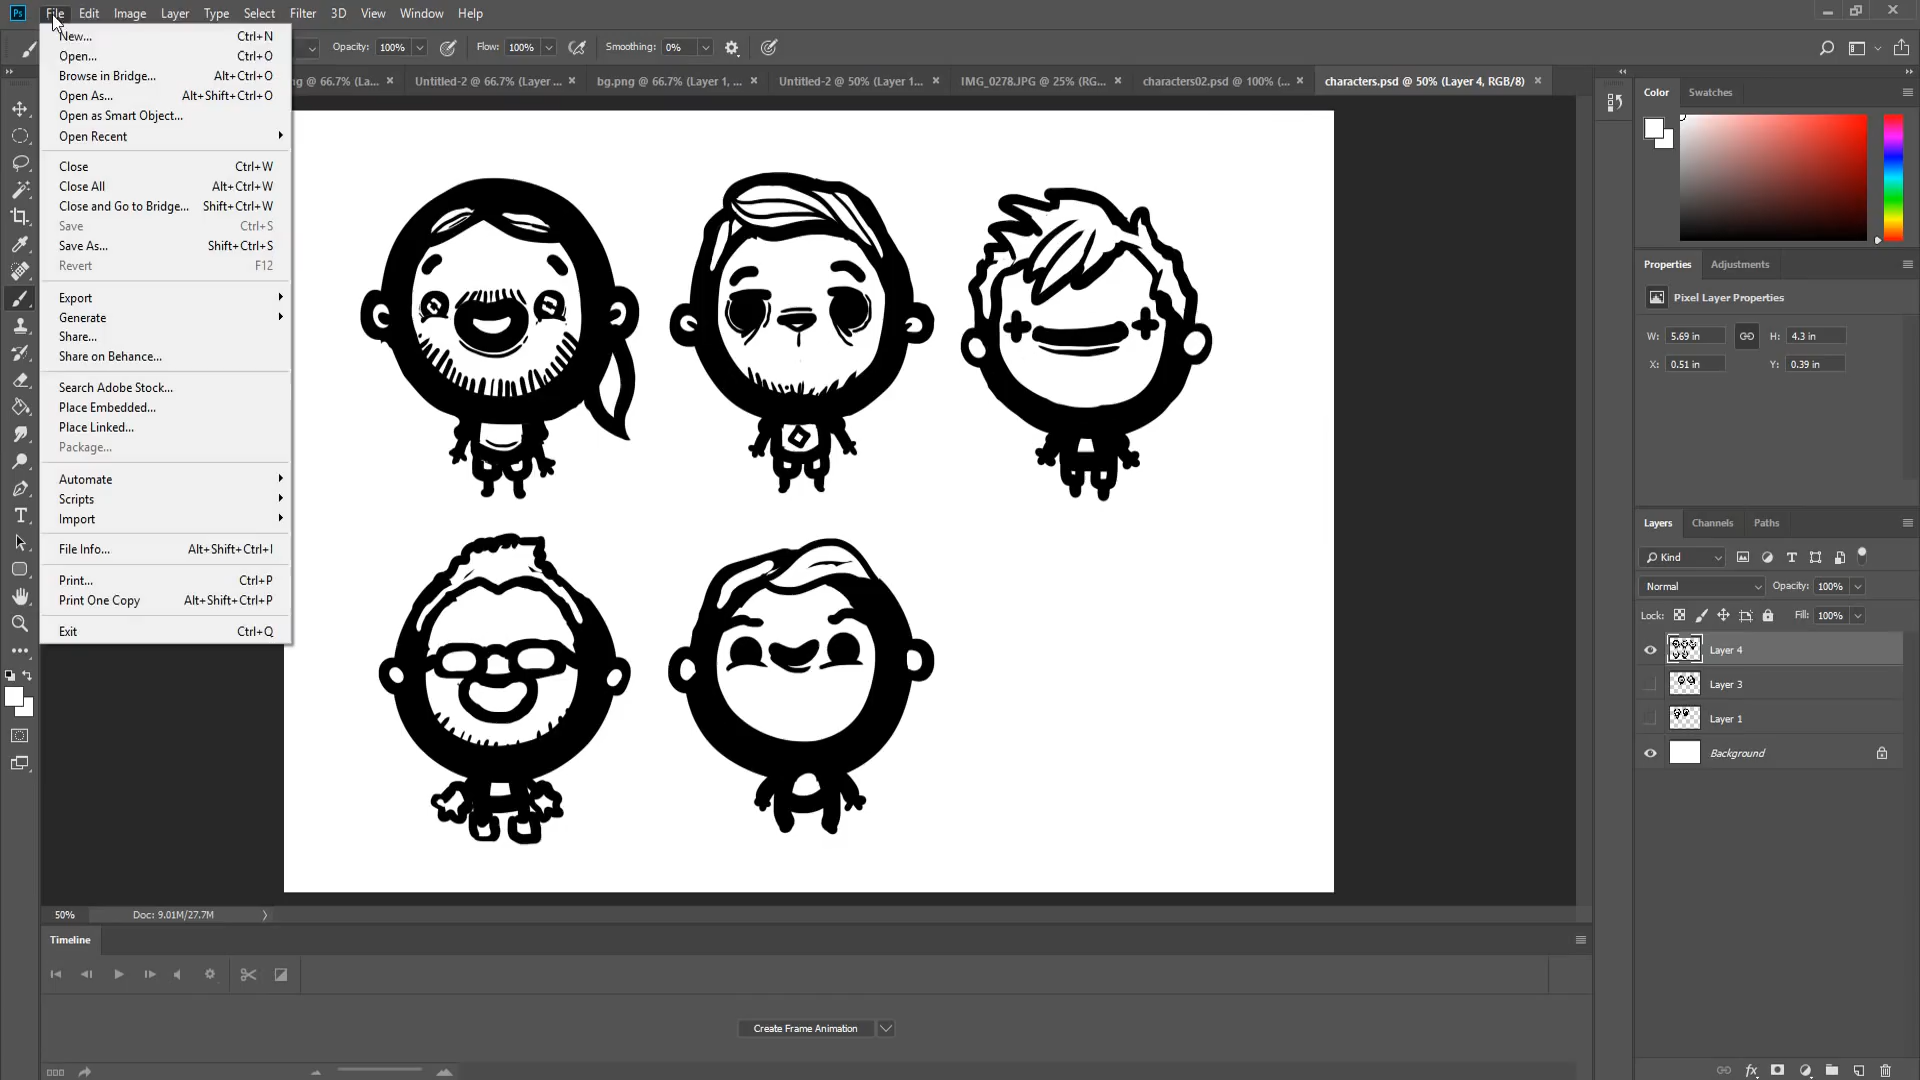 Ps File Edit Image Layer Type Select Filter 3D View Window Help
Opacity: 100% Flow: 100% Smoothing: 0%
ng @ 66.7% (La... × Untitled-2 @ 66.7% (Layer ... × bg.png @ 66.7% (Layer 1, ... × Untitled-2 @ 50% (Layer 1... × IMG_0278.JPG @ 25% (RG... × characters02.psd @ 100% (... × characters.psd @ 50% (Layer 4, RGB/8) ×
New... Ctrl+N
Open... Ctrl+O
Browse in Bridge... Alt+Ctrl+O
Open As... Alt+Shift+Ctrl+O
Open as Smart Object...
Open Recent
Close Ctrl+W
Close All Alt+Ctrl+W
Close and Go to Bridge... Shift+Ctrl+W
Save Ctrl+S
Save As... Shift+Ctrl+S
Revert F12
Export
Generate
Share...
Share on Behance...
Search Adobe Stock...
Place Embedded...
Place Linked...
Package...
Automate
Scripts
Import
File Info... Alt+Shift+Ctrl+I
Print... Ctrl+P
Print One Copy Alt+Shift+Ctrl+P
Exit Ctrl+Q
Color Swatches
Properties Adjustments
Pixel Layer Properties
W: 5.69 in H: 4.3 in
X: 0.51 in Y: 0.39 in
Layers Channels Paths
Kind
Normal Opacity: 100%
Lock: Fill: 100%
Layer 4
Layer 3
Layer 1
Background
50% Doc: 9.01M/27.7M
Timeline
Create Frame Animation